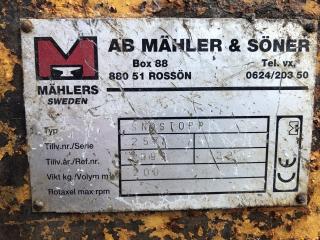 AB MÄHLER & SÖNER
Box 88 Tel. vx.
880 51 ROSSÖN 0624/203 50
MÄHLERS
SWEDEN
Typ
Tillv.nr./Serie
Tillv.år./Ref.nr.
Vikt kg/Volym m
Rotaxel max rpm
CE